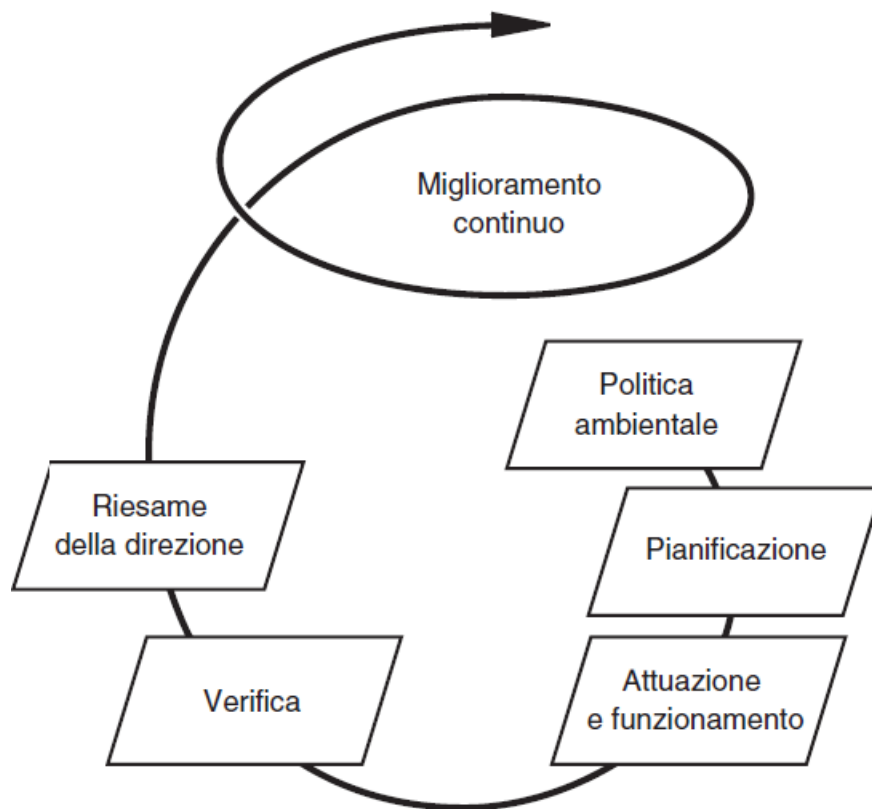 Miglioramento
continuo
Politica
ambientale
Pianificazione
Attuazione
e funzionamento
Verifica
Riesame
della direzione